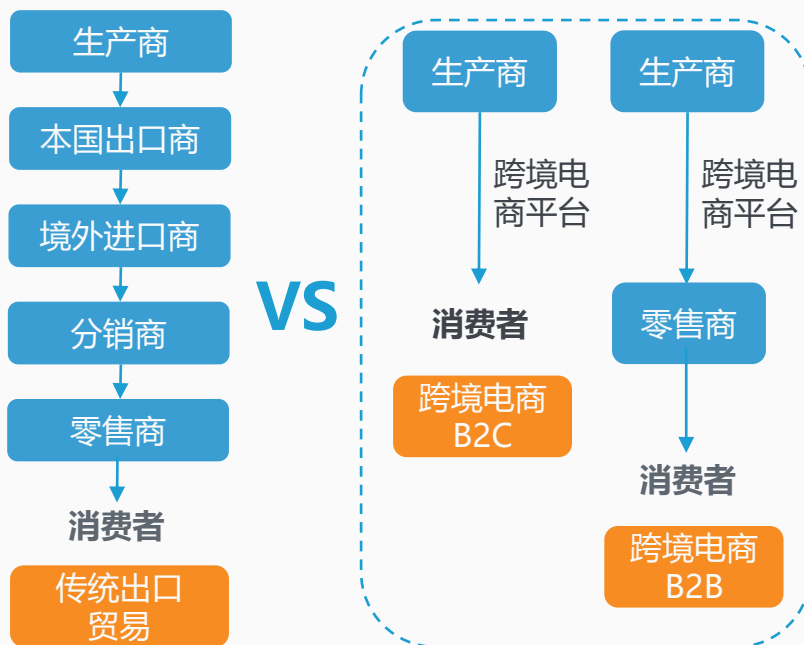 生产商
本国出口商
境外进口商
分销商
零售商
消费者
传统出口
贸易
VS
生产商
跨境电
商平台
消费者
跨境电商
B2C
生产商
跨境电
商平台
零售商
消费者
跨境电商
B2B